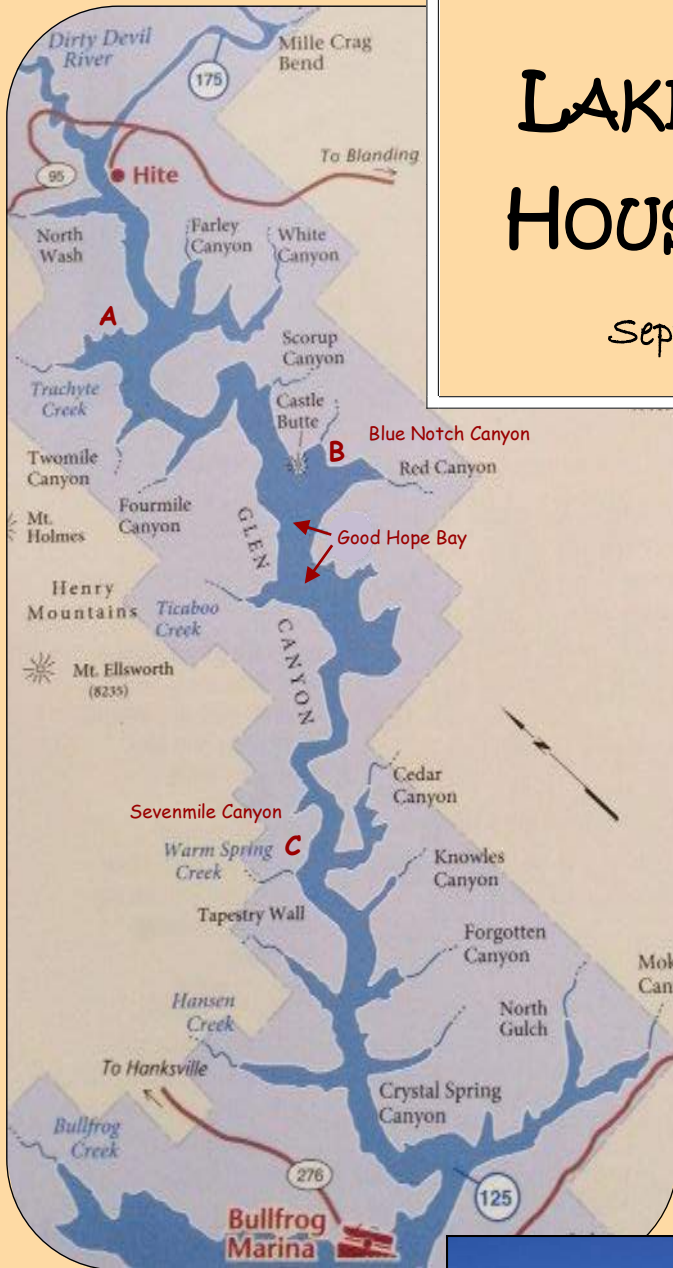 LAK
HOUS
Sep
Dirty Devil
River
Mille Crag
Bend
175
To Blanding
95
Hite
North
Wash
Farley
Canyon
White
Canyon
A
Scorup
Canyon
Trachyte
Creek
Castle
Butte
B
Blue Notch Canyon
Red Canyon
Twomile
Canyon
Fourmile
Canyon
Mt.
Holmes
GLEN
CANYON
Good Hope Bay
Henry
Mountains
Ticaboo
Creek
Mt. Ellsworth
(8235)
N
Cedar
Canyon
Sevenmile Canyon
C
Warm Spring
Creek
Knowles
Canyon
Tapestry Wall
Forgotten
Canyon
Mok
Can
Hansen
Creek
North
Gulch
To Hanksville
Crystal Spring
Canyon
Bullfrog
Creek
276
125
Bullfrog
Marina